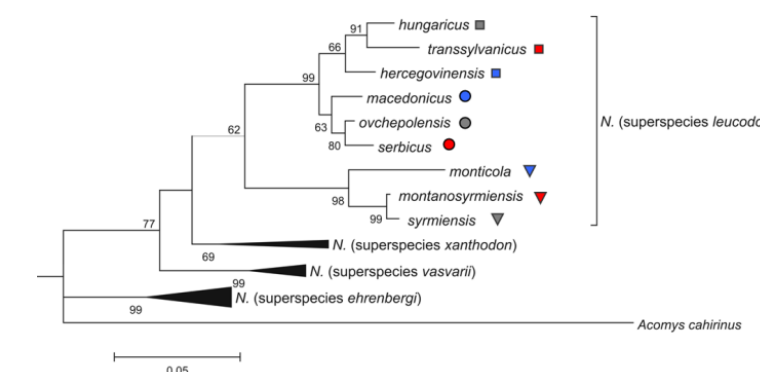 91
hungaricus
66
transsylvanicus
99
hercegovinensis
macedonicus
62
63
ovchepolensis
N. (superspecies leucodo
80
serbicus
monticola
98
montanosyrmiensis
99
syrmiensis
77
N. (superspecies xanthodon)
69
N. (superspecies vasvarii)
99
N. (superspecies ehrenbergi)
99
Acomys cahirinus
0.05